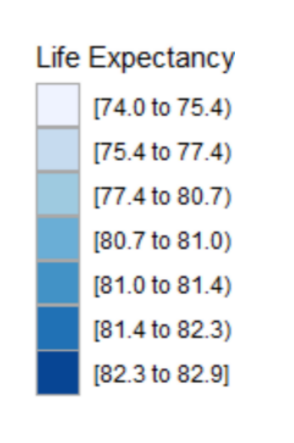 Life Expectancy
[74.0 to 75.4)
[75.4 to 77.4)
[77.4 to 80.7)
[80.7 to 81.0)
[81.0 to 81.4)
[81.4 to 82.3)
[82.3 to 82.9]